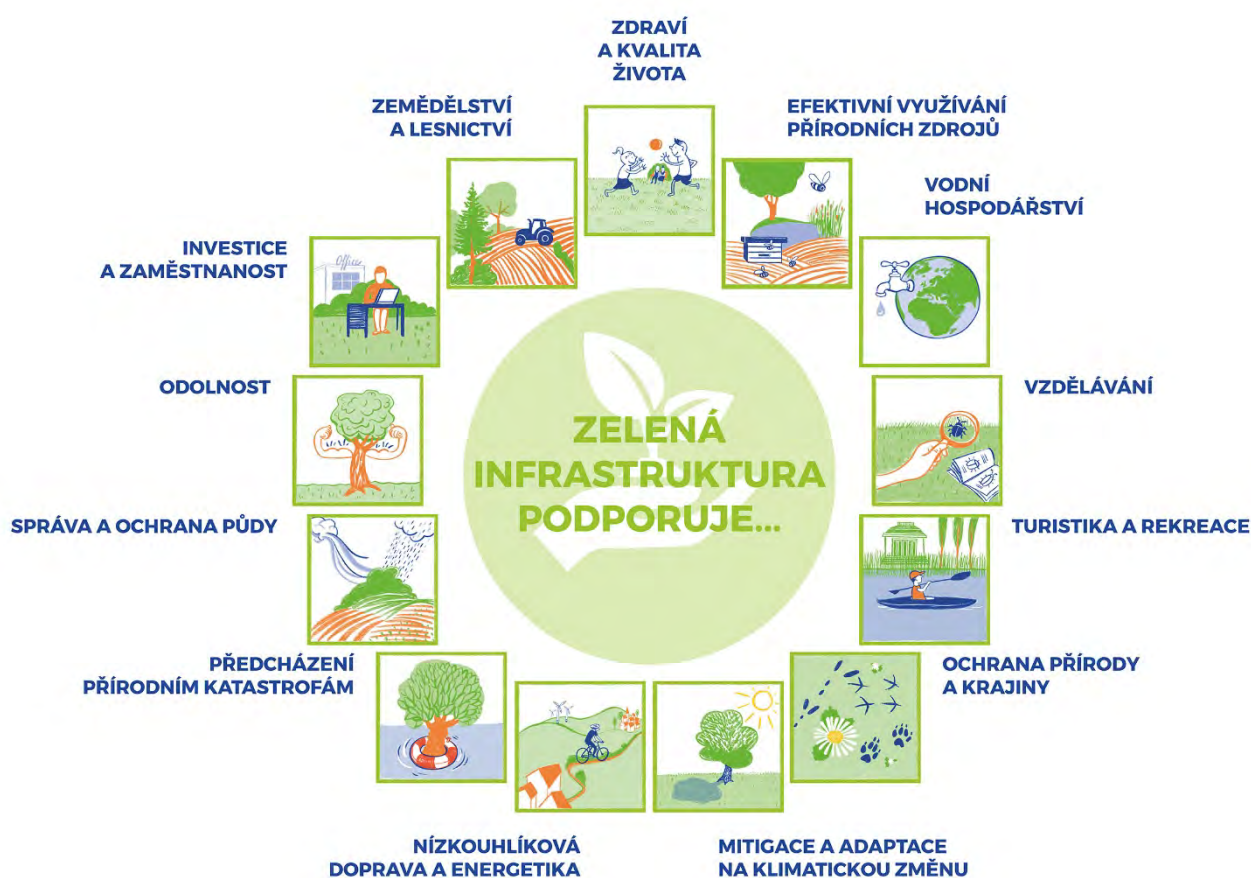 ZDRAVÍ
A KVALITA
ŽIVOTA
ZEMĚDĚLSTVÍ
A LESNICTVÍ
EFEKTIVNÍ VYUŽÍVÁNÍ
PŘÍRODNÍCH ZDROJŮ
VODNÍ
HOSPODÁŘSTVÍ
INVESTICE
A ZAMĚSTNANOST
Office
ODOLNOST
VZDĚLÁVÁNÍ
ZELENÁ
INFRASTRUKTURA
PODPORUJE...
SPRÁVA A OCHRANA PŮDY
TURISTIKA A REKREACE
PŘEDCHÁZENÍ
PŘÍRODNÍM KATASTROFÁM
OCHRANA PŘÍRODY
A KRAJINY
NÍZKOUHLÍKOVÁ
DOPRAVA A ENERGETIKA
MITIGACE A ADAPTACE
NA KLIMATICKOU ZMĚNU